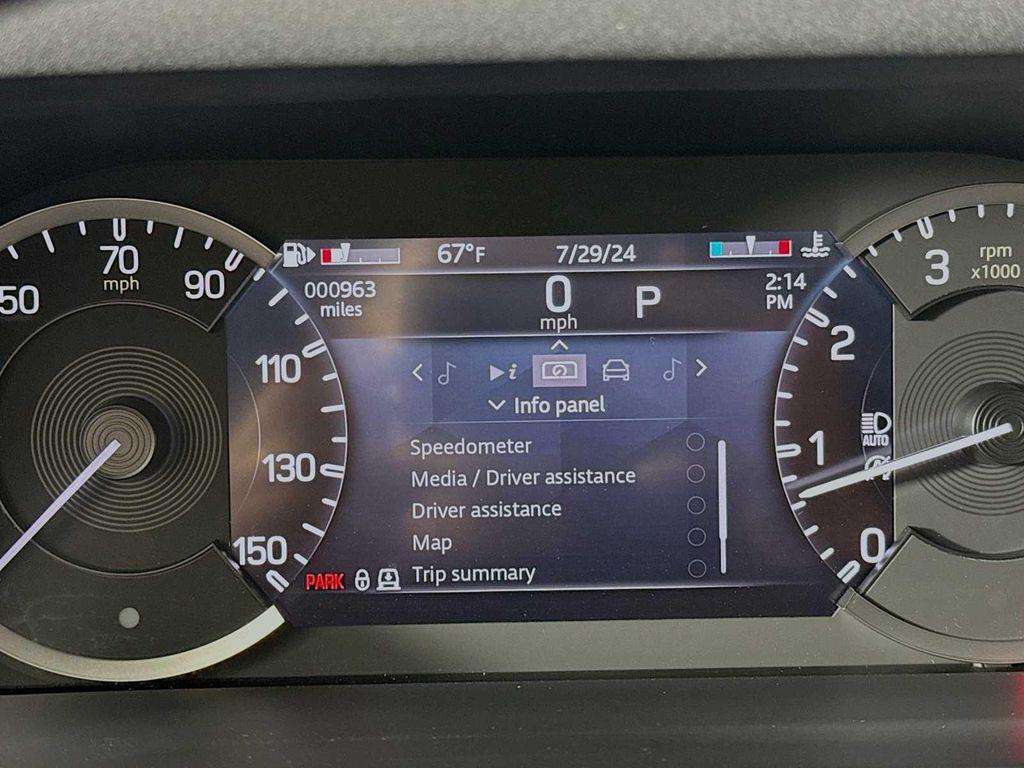 67°F
7/29/24
000963
miles
0
mph
P
2:14
PM
i
Info panel
Speedometer
Media / Driver assistance
Driver assistance
Map
Trip summary
PARK
50
70
mph
90
110
130
150
3
rpm
x1000
2
1
AUTO
0